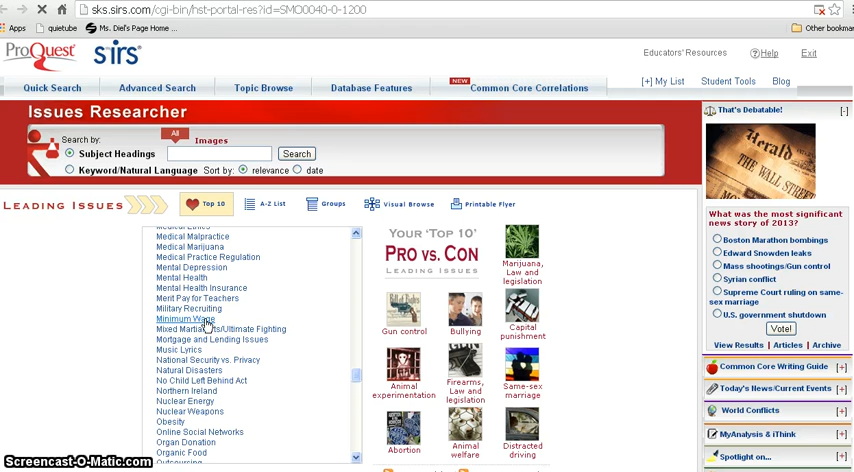 sks.sirs.com/cgi-bin/hst-portal-res?id=SMO0040-0-1200
Apps quietube Ms. Diel's Page Home ... Other bookmar
ProQuest sirs
Educators' Resources Help Exit
Quick Search Advanced Search Topic Browse Database Features NEW Common Core Correlations
[+] My List Student Tools Blog
Issues Researcher
Search by: All Images
Subject Headings Search
Keyword/Natural Language Sort by: relevance date
LEADING ISSUES Top 10 A-Z List Groups Visual Browse Printable Flyer
Medical Ethics
Medical Malpractice
Medical Marijuana
Medical Practice Regulation
Mental Depression
Mental Health
Mental Health Insurance
Merit Pay for Teachers
Military Recruiting
Minimum Wage
Mixed Martial Arts/Ultimate Fighting
Mortgage and Lending Issues
Music Lyrics
National Security vs. Privacy
Natural Disasters
No Child Left Behind Act
Northern Ireland
Nuclear Energy
Nuclear Weapons
Obesity
Online Social Networks
Organ Donation
Organic Food
Outsourcing
YOUR 'TOP 10'
PRO vs. CON
LEADING ISSUES
Marijuana, Law and legislation
Gun control
Bullying
Capital punishment
Animal experimentation
Firearms, Law and legislation
Same-sex marriage
Abortion
Animal welfare
Distracted driving
That's Debatable! [-]
Herald
THE WALL STREET
What was the most significant
news story of 2013?
Boston Marathon bombings
Edward Snowden leaks
Mass shootings/Gun control
Syrian conflict
Supreme Court ruling on same-
sex marriage
U.S. government shutdown
Vote!
View Results | Articles | Archive
Common Core Writing Guide [+]
Today's News/Current Events [+]
World Conflicts [+]
MyAnalysis & iThink [+]
Spotlight on... [+]
Screencast-O-Matic.com